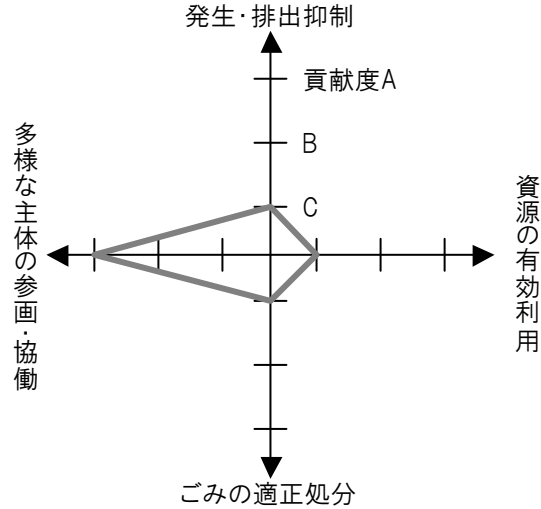 発生・排出抑制
貢献度A
B
C
多様な主体の参画・協働
資源の有効利用
ごみの適正処分